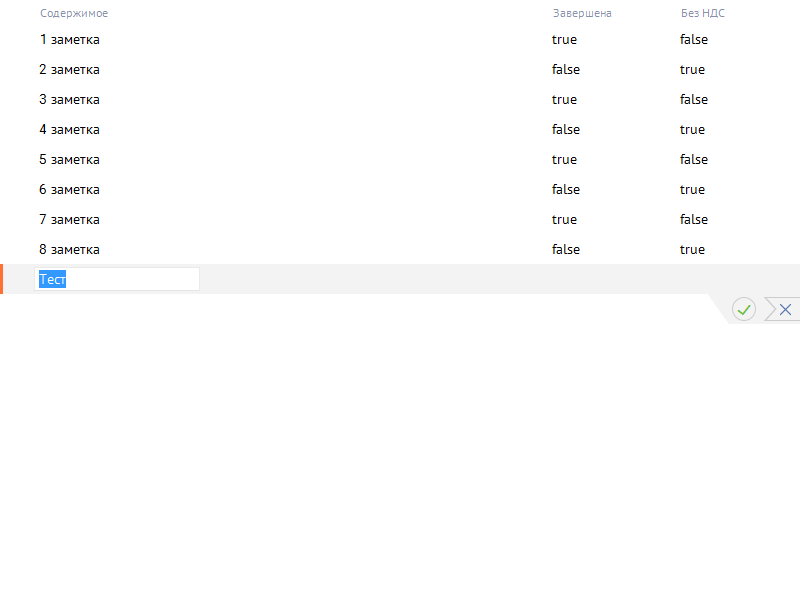 Содержимое Завершена Без НДС
1 заметка true false
2 заметка false true
3 заметка true false
4 заметка false true
5 заметка true false
6 заметка false true
7 заметка true false
8 заметка false true
Тест